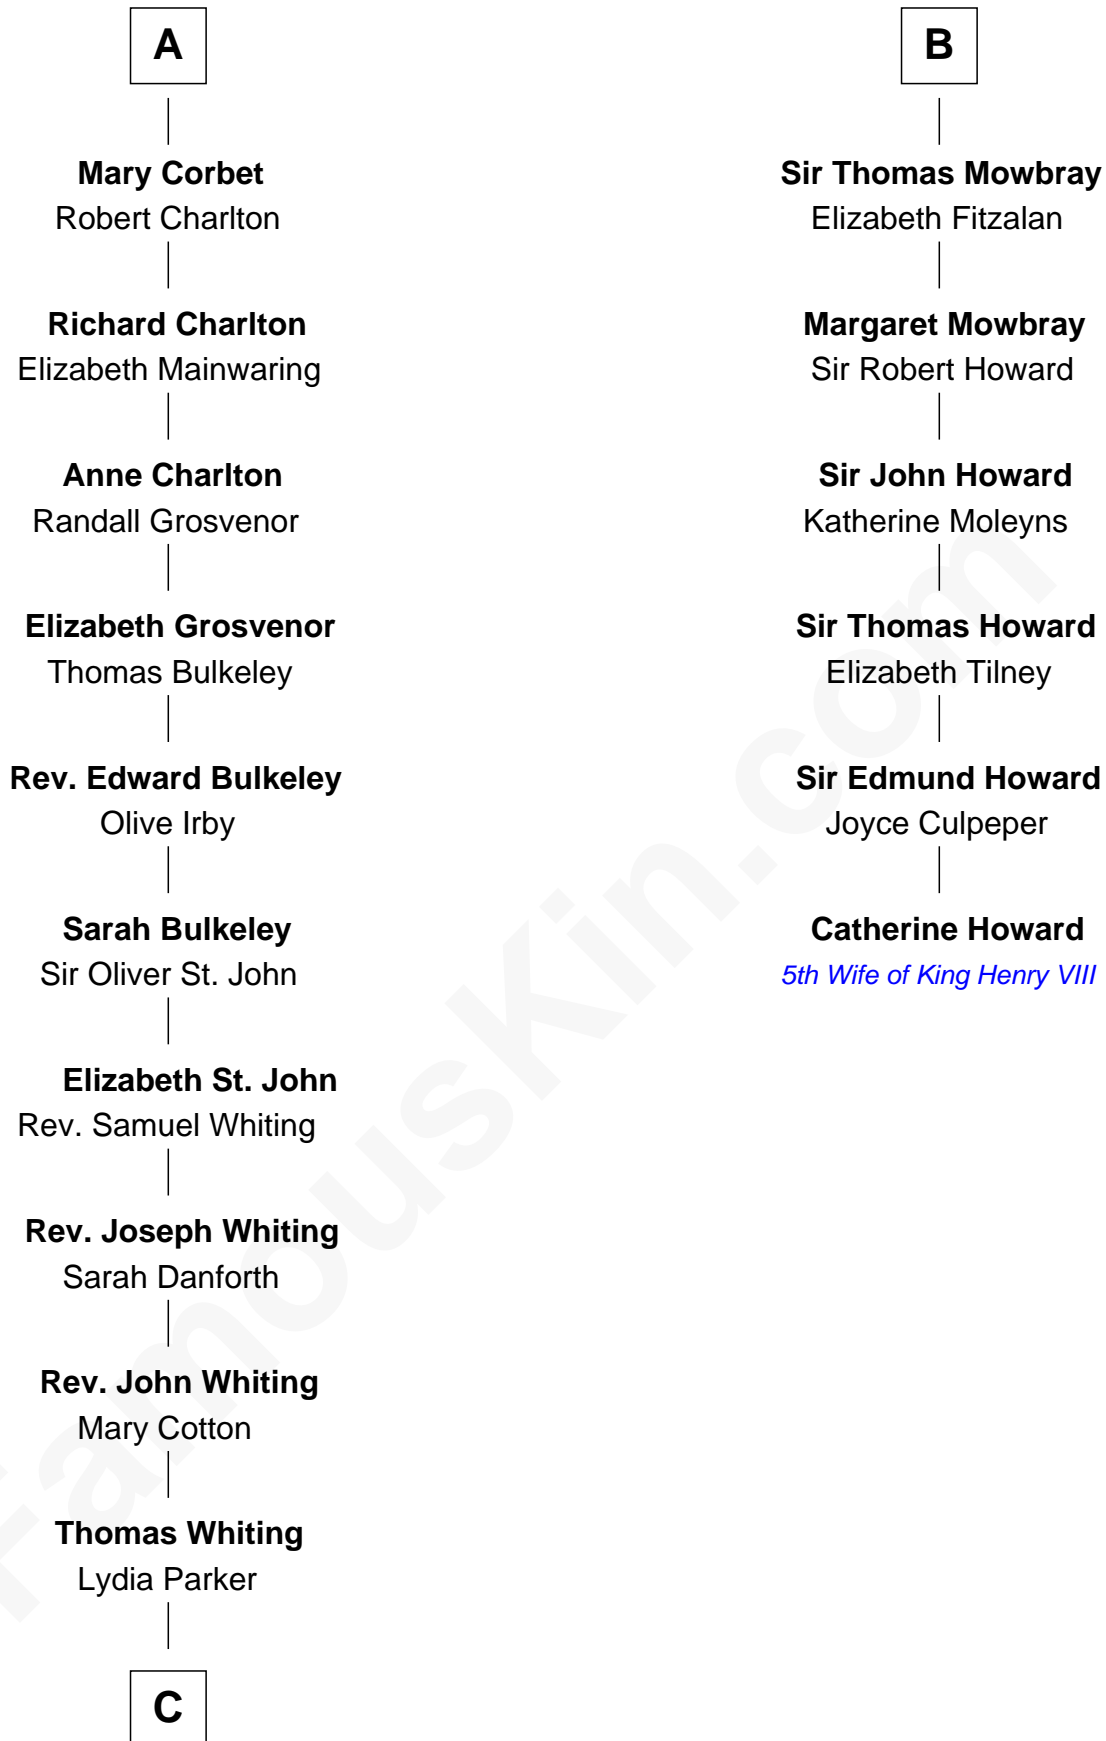 A
Mary Corbet
Robert Charlton
Richard Charlton
Elizabeth Mainwaring
Anne Charlton
Randall Grosvenor
Elizabeth Grosvenor
Thomas Bulkeley
Rev. Edward Bulkeley
Olive Irby
Sarah Bulkeley
Sir Oliver St. John
Elizabeth St. John
Rev. Samuel Whiting
Rev. Joseph Whiting
Sarah Danforth
Rev. John Whiting
Mary Cotton
Thomas Whiting
Lydia Parker
C
B
Sir Thomas Mowbray
Elizabeth Fitzalan
Margaret Mowbray
Sir Robert Howard
Sir John Howard
Katherine Moleyns
Sir Thomas Howard
Elizabeth Tilney
Sir Edmund Howard
Joyce Culpeper
Catherine Howard
5th Wife of King Henry VIII
FamousKin.com